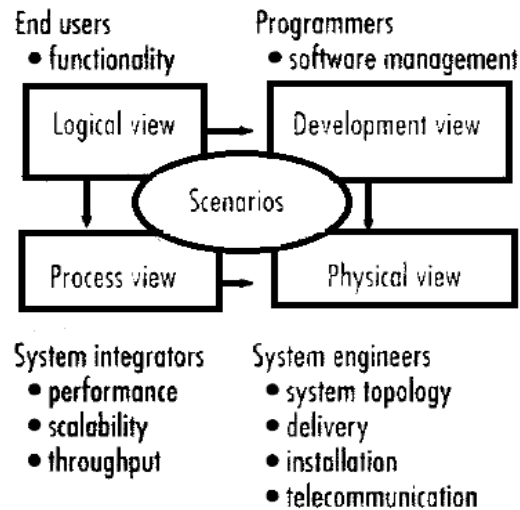 End users
• functionality
Programmers
• software management
Logical view
Development view
Scenarios
Process view
Physical view
System integrators
• performance
• scalability
• throughput
System engineers
• system topology
• delivery
• installation
• telecommunication